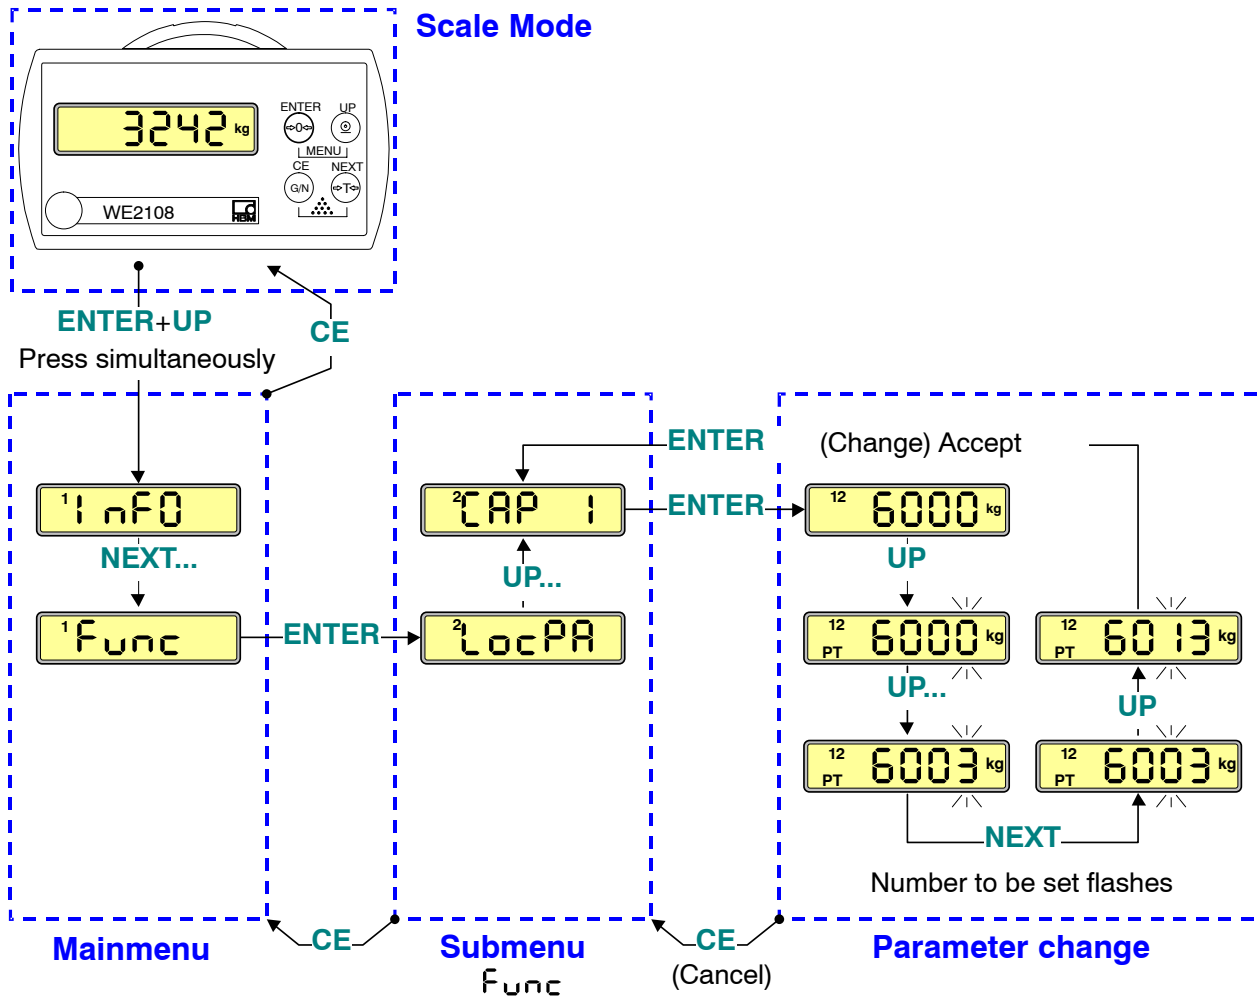 Scale Mode
3242 kg
ENTER UP
0
MENU
CE NEXT
G/N T
WE2108
HBM
ENTER+UP
Press simultaneously
CE
1 InFO
NEXT...
1 Func
ENTER
2 CAP 1
UP...
2 LocPA
ENTER
ENTER
(Change) Accept
12 6000 kg
UP
12 PT 6000 kg
UP...
12 PT 6003 kg
NEXT
12 PT 6003 kg
UP
12 PT 6013 kg
Number to be set flashes
CE
CE
(Cancel)
Mainmenu
Submenu
Func
Parameter change